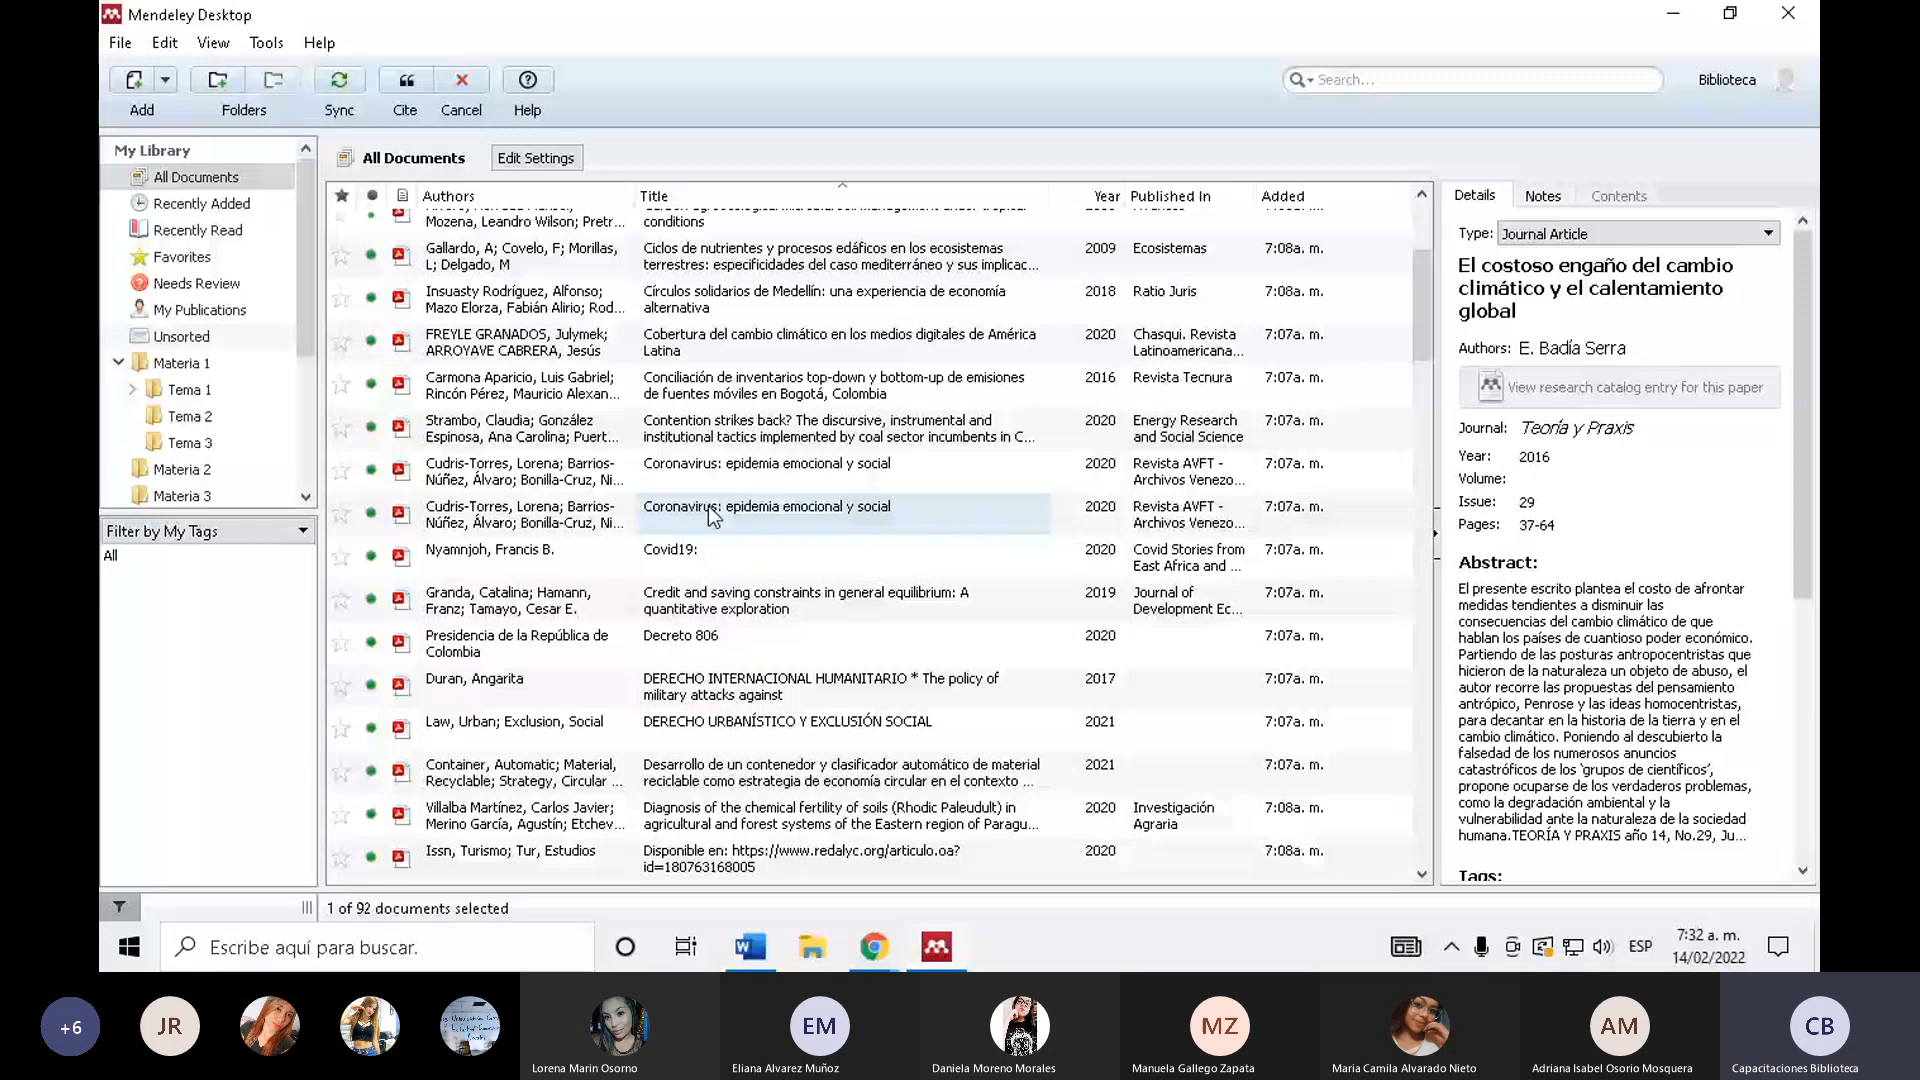 Mendeley Desktop
File Edit View Tools Help
Add Folders Sync Cite Cancel Help
Search...
Biblioteca
My Library
All Documents
Recently Added
Recently Read
Favorites
Needs Review
My Publications
Unsorted
Materia 1
Tema 1
Tema 2
Tema 3
Materia 2
Materia 3
Filter by My Tags
All
All Documents Edit Settings
Authors Title Year Published In Added
Mozena, Leandro Wilson; Pretr... conditions
Gallardo, A; Covelo, F; Morillas, Ciclos de nutrientes y procesos edáficos en los ecosistemas 2009 Ecosistemas 7:08a. m.
L; Delgado, M terrestres: especificidades del caso mediterráneo y sus implicac...
Insuasty Rodríguez, Alfonso; Círculos solidarios de Medellín: una experiencia de economía 2018 Ratio Juris 7:08a. m.
Mazo Elorza, Fabián Alirio; Rod... alternativa
FREYLE GRANADOS, Julymek; Cobertura del cambio climático en los medios digitales de América 2020 Chasqui. Revista 7:07a. m.
ARROYAVE CABRERA, Jesús Latina Latinoamericana...
Carmona Aparicio, Luis Gabriel; Conciliación de inventarios top-down y bottom-up de emisiones 2016 Revista Tecnura 7:07a. m.
Rincón Pérez, Mauricio Alexan... de fuentes móviles en Bogotá, Colombia
Strambo, Claudia; González Contention strikes back? The discursive, instrumental and 2020 Energy Research 7:07a. m.
Espinosa, Ana Carolina; Puert... institutional tactics implemented by coal sector incumbents in C... and Social Science
Cudris-Torres, Lorena; Barrios- Coronavirus: epidemia emocional y social 2020 Revista AVFT - 7:07a. m.
Núñez, Álvaro; Bonilla-Cruz, Ni... Archivos Venezo...
Cudris-Torres, Lorena; Barrios- Coronavirus: epidemia emocional y social 2020 Revista AVFT - 7:07a. m.
Núñez, Álvaro; Bonilla-Cruz, Ni... Archivos Venezo...
Nyamnjoh, Francis B. Covid19: 2020 Covid Stories from 7:07a. m.
East Africa and ...
Granda, Catalina; Hamann, Credit and saving constraints in general equilibrium: A 2019 Journal of 7:07a. m.
Franz; Tamayo, Cesar E. quantitative exploration Development Ec...
Presidencia de la República de Decreto 806 2020 7:07a. m.
Colombia
Duran, Angarita DERECHO INTERNACIONAL HUMANITARIO * The policy of 2017 7:07a. m.
military attacks against
Law, Urban; Exclusion, Social DERECHO URBANÍSTICO Y EXCLUSIÓN SOCIAL 2021 7:07a. m.
Container, Automatic; Material, Desarrollo de un contenedor y clasificador automático de material 2021 7:07a. m.
Recyclable; Strategy, Circular ... reciclable como estrategia de economía circular en el contexto ...
Villalba Martínez, Carlos Javier; Diagnosis of the chemical fertility of soils (Rhodic Paleudult) in 2020 Investigación 7:08a. m.
Merino García, Agustín; Etchev... agricultural and forest systems of the Eastern region of Paragu... Agraria
Issn, Turismo; Tur, Estudios Disponible en: https://www.redalyc.org/articulo.oa? 2020 7:08a. m.
id=180763168005
1 of 92 documents selected
Details Notes Contents
Type: Journal Article
El costoso engaño del cambio
climático y el calentamiento
global
Authors: E. Badía Serra
View research catalog entry for this paper
Journal: Teoría y Praxis
Year: 2016
Volume:
Issue: 29
Pages: 37-64
Abstract:
El presente escrito plantea el costo de afrontar
medidas tendientes a disminuir las
consecuencias del cambio climático de que
hablan los países de cuantioso poder económico.
Partiendo de las posturas antropocentristas que
hicieron de la naturaleza un objeto de abuso, el
autor recorre las propuestas del pensamiento
antrópico, Penrose y las ideas homocentristas,
para decantar en la historia de la tierra y en el
cambio climático. Poniendo al descubierto la
falsedad de los numerosos anuncios
catastróficos de los ‘grupos de científicos’,
propone ocuparse de los verdaderos problemas,
como la degradación ambiental y la
vulnerabilidad ante la naturaleza de la sociedad
humana.TEORÍA Y PRAXIS año 14, No.29, Ju...
Tags:
Escribe aquí para buscar.
ESP
7:32 a. m.
14/02/2022
+6 JR EM MZ AM CB
Lorena Marin Osorno Eliana Alvarez Muñoz Daniela Moreno Morales Manuela Gallego Zapata Maria Camila Alvarado Nieto Adriana Isabel Osorio Mosquera Capacitaciones Biblioteca